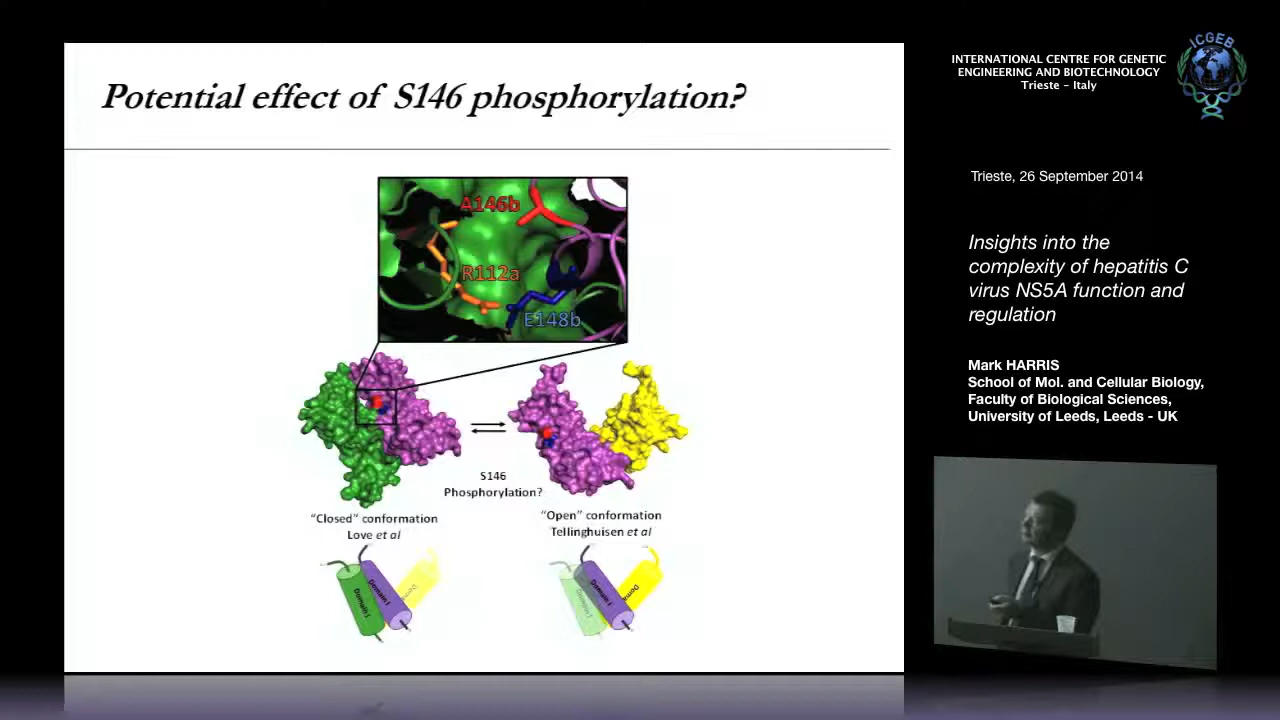 Potential effect of S146 phosphorylation?
A146b
R112a
E148b
S146
Phosphorylation?
"Closed" conformation
Love et al
"Open" conformation
Tellinghuisen et al
Domain I
Domain I
Domain I
ICGEB
INTERNATIONAL CENTRE FOR GENETIC
ENGINEERING AND BIOTECHNOLOGY
Trieste - Italy
Trieste, 26 September 2014
Insights into the
complexity of hepatitis C
virus NS5A function and
regulation
Mark HARRIS
School of Mol. and Cellular Biology,
Faculty of Biological Sciences,
University of Leeds, Leeds - UK